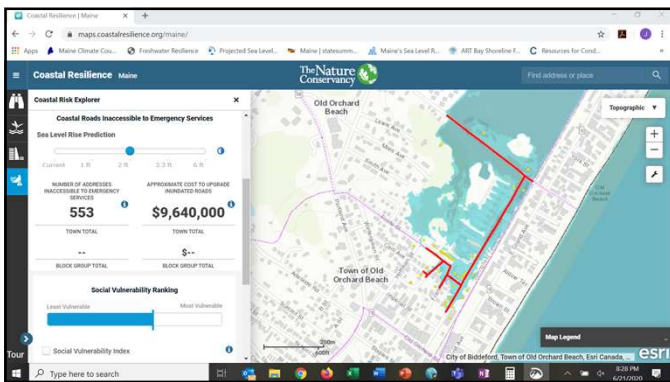 Coastal Resilience | Maine
maps.coastalresilience.org/maine/
Apps
Maine Climate Cou...
Freshwater Resilience
Projected Sea Level...
Maine | statesumm...
Maine's Sea Level R...
ART Bay Shoreline F...
Resources for Cond...
Coastal Resilience Maine
The Nature Conservancy
Find address or place
Coastal Risk Explorer
Coastal Roads Inaccessible to Emergency Services
Sea Level Rise Prediction
Current 1 ft 2 ft 3.3 ft 6 ft
NUMBER OF ADDRESSES
INACCESSIBLE TO EMERGENCY
SERVICES
553
TOWN TOTAL
--
BLOCK GROUP TOTAL
APPROXIMATE COST TO UPGRADE
INUNDATED ROADS
$9,640,000
TOWN TOTAL
$--
BLOCK GROUP TOTAL
Social Vulnerability Ranking
Least Vulnerable Most Vulnerable
Social Vulnerability Index
Tour
Old Orchard
Beach
Town of Old
Orchard Beach
Old
Orchard
Beach
Topographic
+
−
200m
600ft
Map Legend
City of Biddeford, Town of Old Orchard Beach, Esri Canada, ...
esri
Type here to search
8:28 PM
6/21/2020